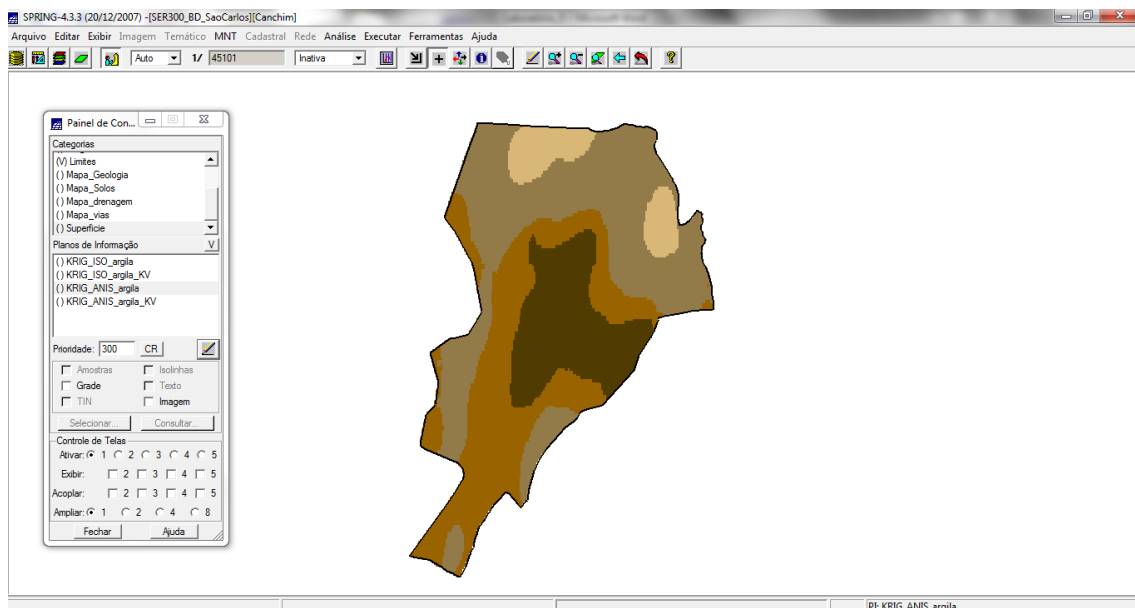 SPRING-4.3.3 (20/12/2007) -[SER300_BD_SaoCarlos][Canchim]
Arquivo Editar Exibir Imagem Temático MNT Cadastral Rede Análise Executar Ferramentas Ajuda
Auto 1/ 45101 Inativa
Painel de Con...
Categorias
(V) Limites
() Mapa_Geologia
() Mapa_Solos
() Mapa_drenagem
() Mapa_vias
() Superficie
Planos de Informação V
() KRIG_ISO_argila
() KRIG_ISO_argila_KV
() KRIG_ANIS_argila
() KRIG_ANIS_argila_KV
Prioridade: 300 CR
Amostras Isolinhas
Grade Texto
TIN Imagem
Selecionar... Consultar...
Controle de Telas
Ativar: 1 2 3 4 5
Exibir: 2 3 4 5
Acoplar: 2 3 4 5
Ampliar: 1 2 4 8
Fechar Ajuda
PI: KRIG_ANIS_argila